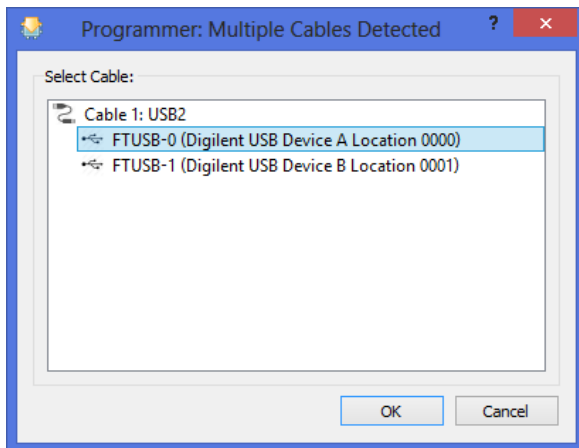 Programmer: Multiple Cables Detected ? ×
Select Cable:
Cable 1: USB2
FTUSB-0 (Digilent USB Device A Location 0000)
FTUSB-1 (Digilent USB Device B Location 0001)
OK Cancel